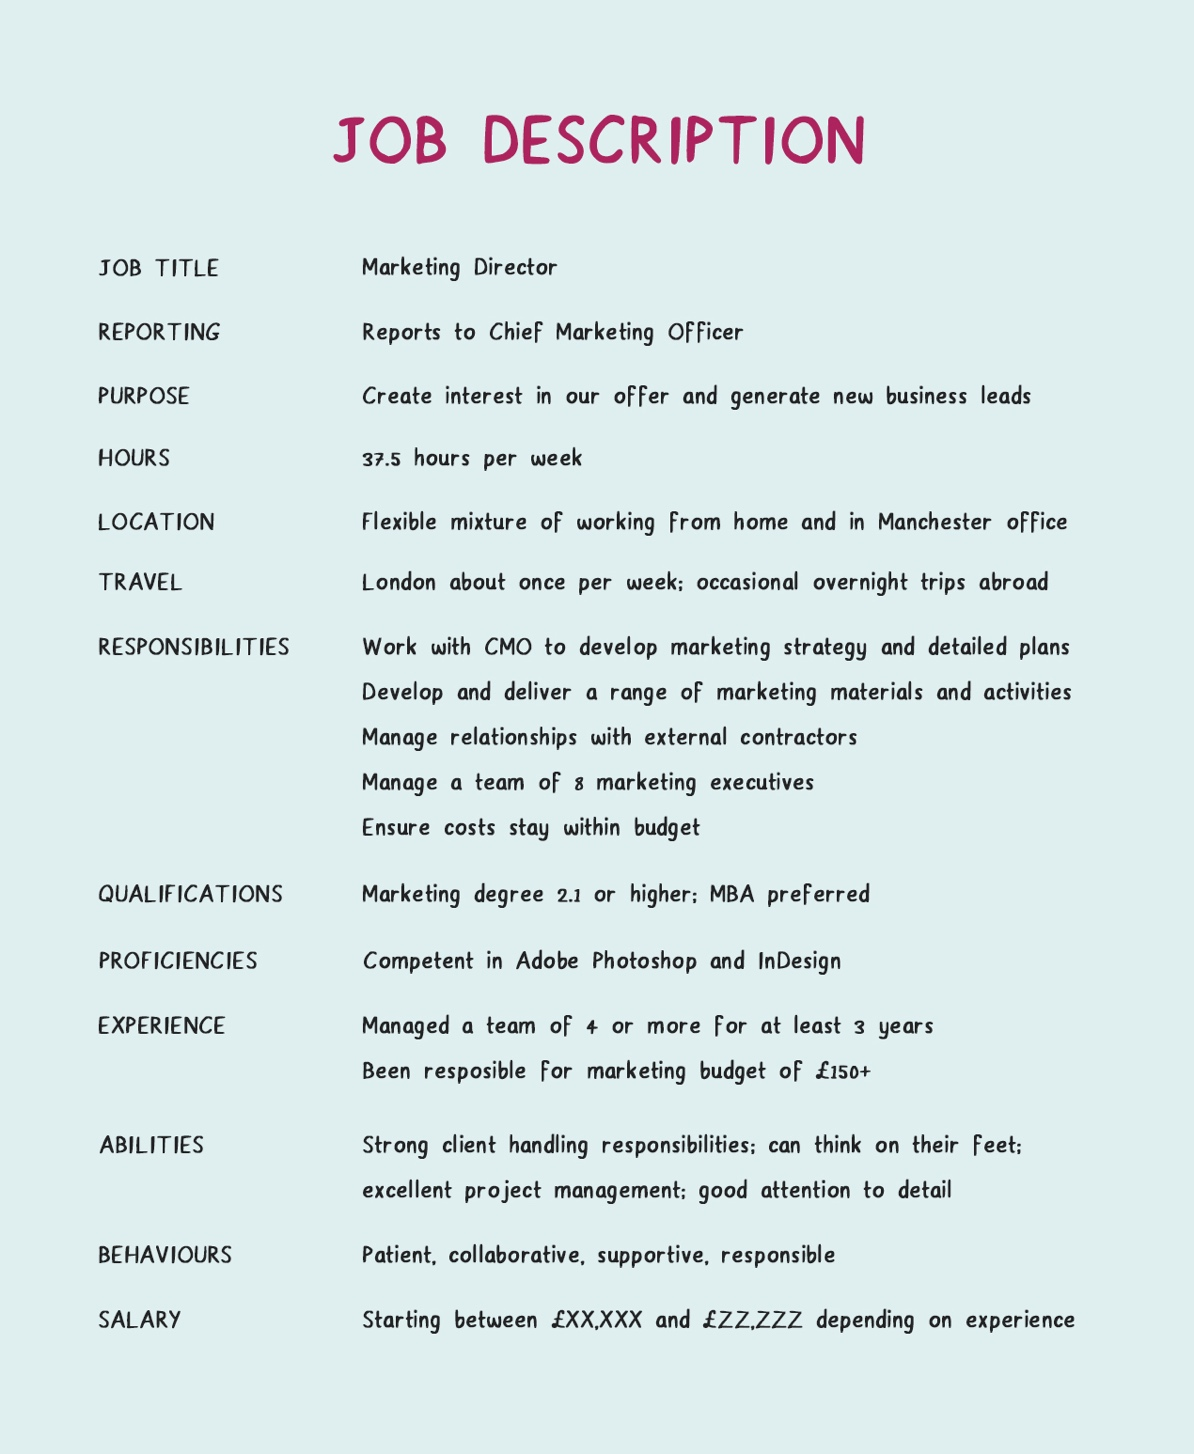 JOB DESCRIPTION
JOB TITLE Marketing Director
REPORTING Reports to Chief Marketing Officer
PURPOSE Create interest in our offer and generate new business leads
HOURS 37.5 hours per week
LOCATION Flexible mixture of working from home and in Manchester office
TRAVEL London about once per week; occasional overnight trips abroad
RESPONSIBILITIES Work with CMO to develop marketing strategy and detailed plans
Develop and deliver a range of marketing materials and activities
Manage relationships with external contractors
Manage a team of 8 marketing executives
Ensure costs stay within budget
QUALIFICATIONS Marketing degree 2.1 or higher; MBA preferred
PROFICIENCIES Competent in Adobe Photoshop and InDesign
EXPERIENCE Managed a team of 4 or more for at least 3 years
Been resposible for marketing budget of £150+
ABILITIES Strong client handling responsibilities; can think on their feet;
excellent project management; good attention to detail
BEHAVIOURS Patient, collaborative, supportive, responsible
SALARY Starting between £XX,XXX and £ZZ,ZZZ depending on experience